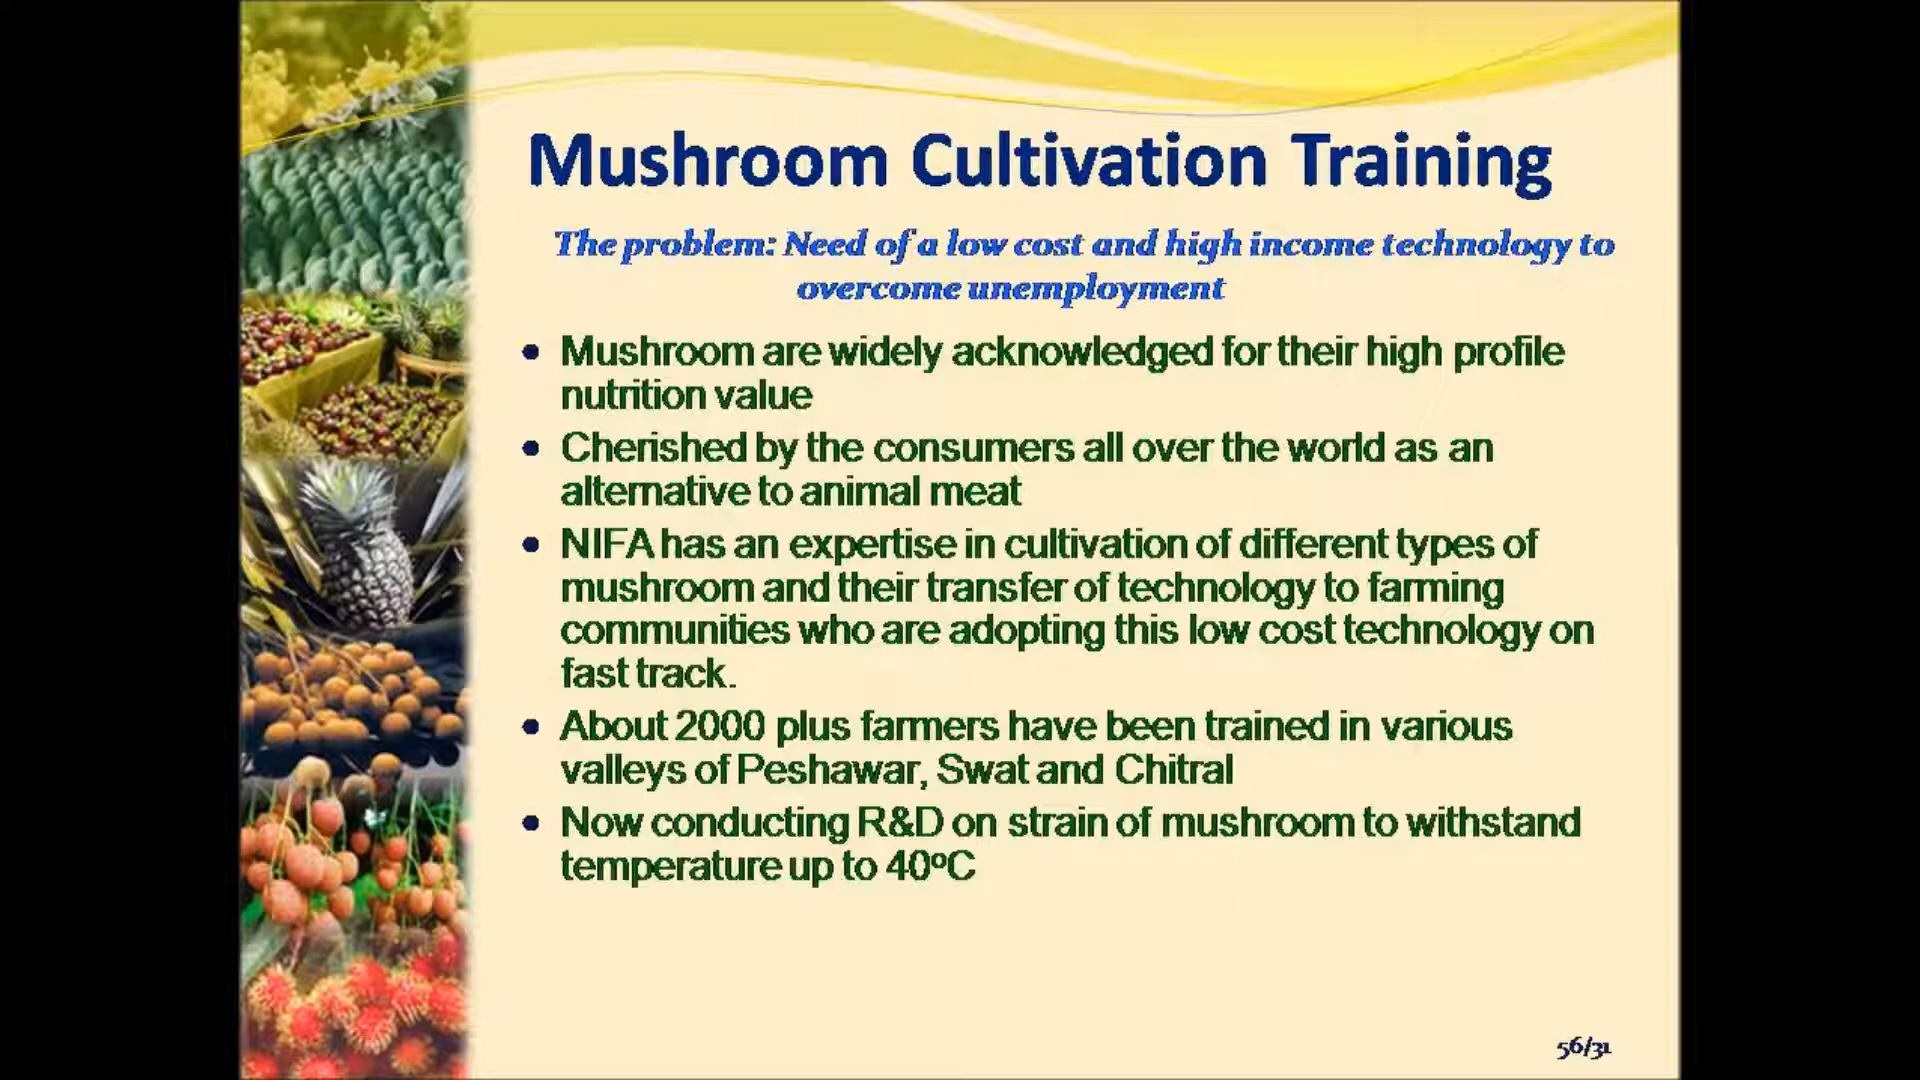 Mushroom Cultivation Training
The problem: Need of a low cost and high income technology to
overcome unemployment
• Mushroom are widely acknowledged for their high profile
nutrition value
• Cherished by the consumers all over the world as an
alternative to animal meat
• NIFA has an expertise in cultivation of different types of
mushroom and their transfer of technology to farming
communities who are adopting this low cost technology on
fast track.
• About 2000 plus farmers have been trained in various
valleys of Peshawar, Swat and Chitral
• Now conducting R&D on strain of mushroom to withstand
temperature up to 40ºC
56/31